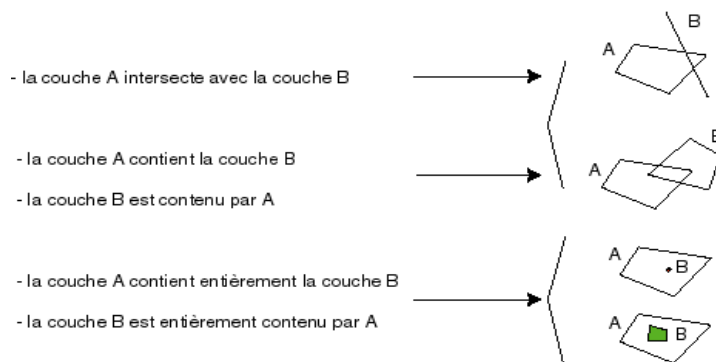 B
A
- la couche A intersecte avec la couche B
B
- la couche A contient la couche B
A
- la couche B est contenu par A
A
B
- la couche A contient entièrement la couche B
A
B
- la couche B est entièrement contenu par A